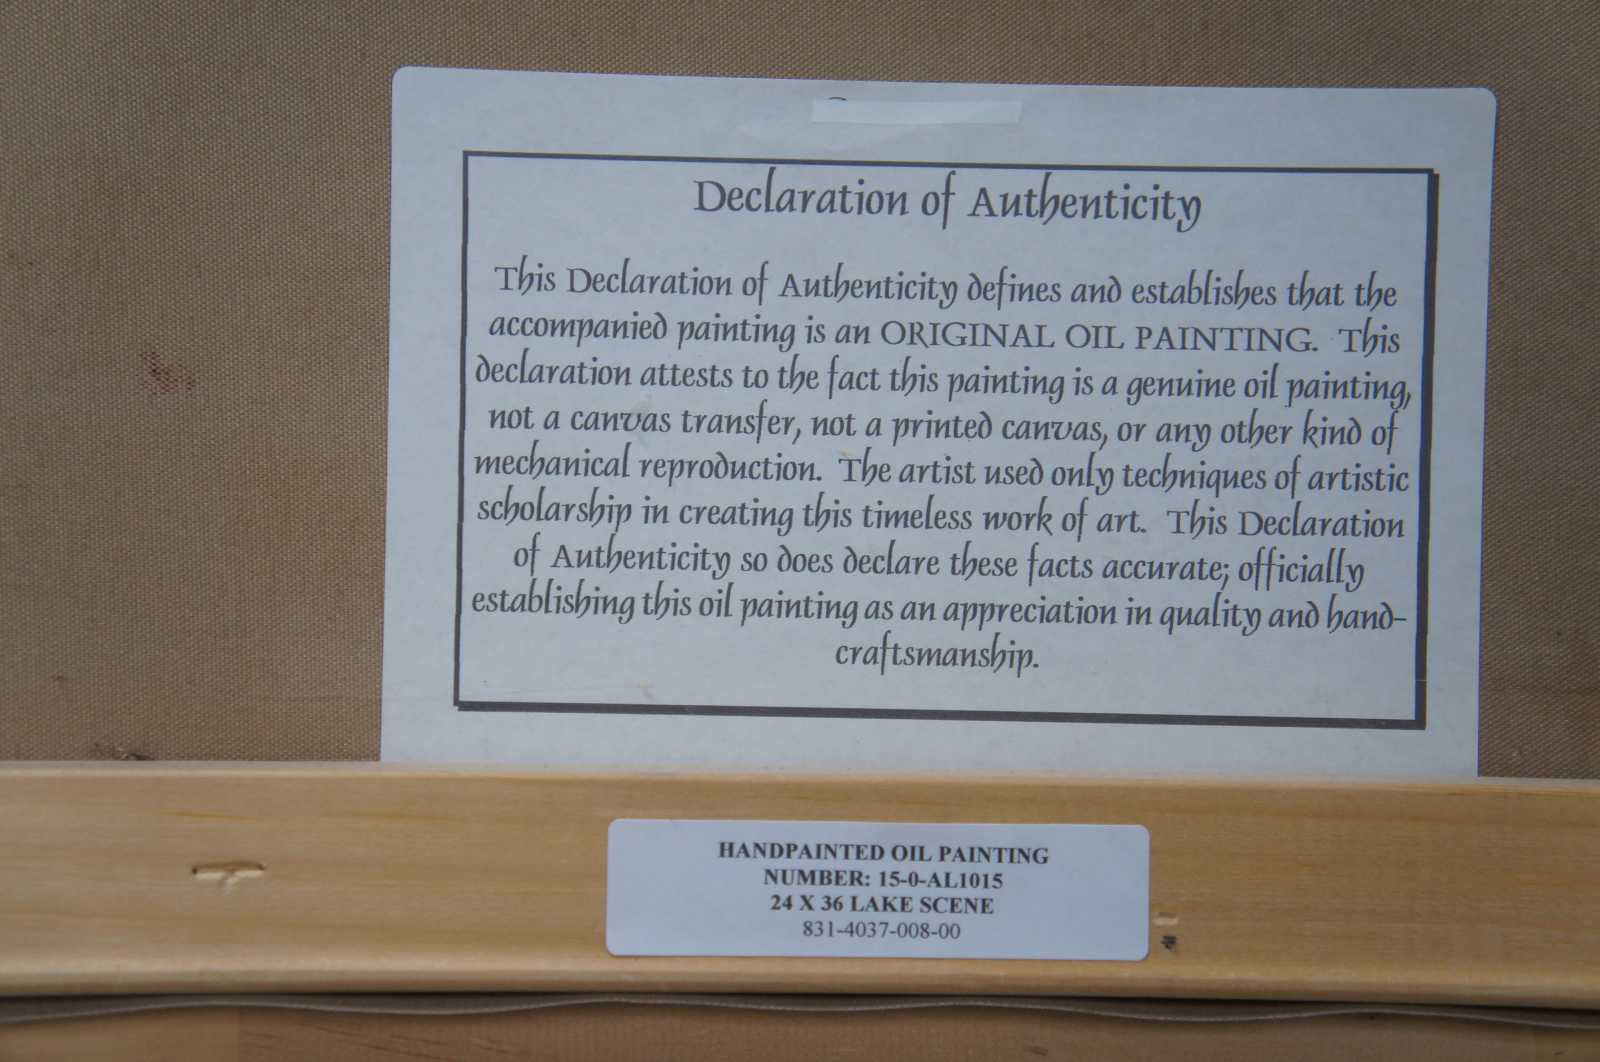 Declaration of Authenticity
This Declaration of Authenticity defines and establishes that the
accompanied painting is an ORIGINAL OIL PAINTING. This
declaration attests to the fact this painting is a genuine oil painting,
not a canvas transfer, not a printed canvas, or any other kind of
mechanical reproduction. The artist used only techniques of artistic
scholarship in creating this timeless work of art. This Declaration
of Authenticity so does declare these facts accurate; officially
establishing this oil painting as an appreciation in quality and hand-
craftsmanship.
HANDPAINTED OIL PAINTING
NUMBER: 15-0-AL1015
24 X 36 LAKE SCENE
831-4037-008-00